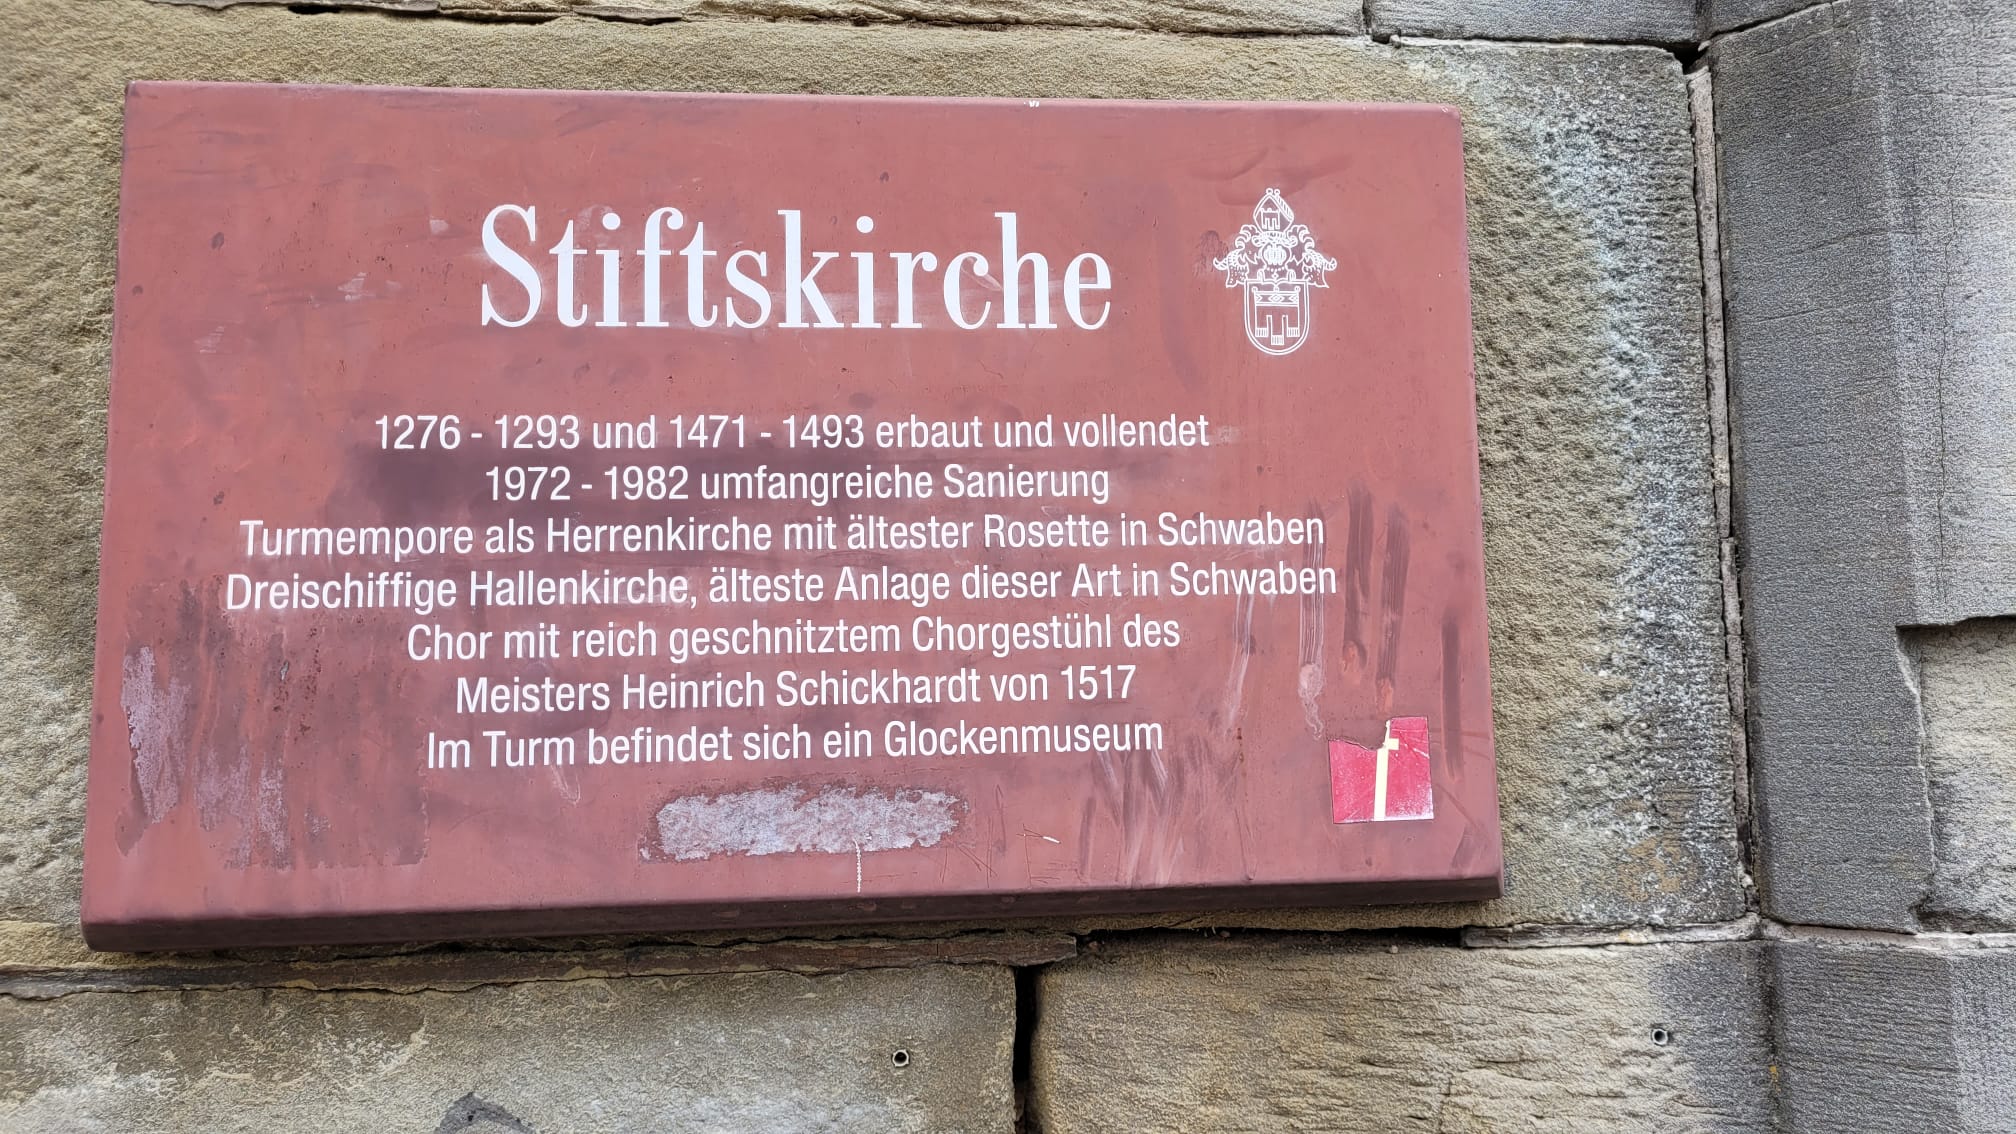 Stiftskirche
1276 - 1293 und 1471 - 1493 erbaut und vollendet
1972 - 1982 umfangreiche Sanierung
Turmempore als Herrenkirche mit ältester Rosette in Schwaben
Dreischiffige Hallenkirche, älteste Anlage dieser Art in Schwaben
Chor mit reich geschnitztem Chorgestühl des
Meisters Heinrich Schickhardt von 1517
Im Turm befindet sich ein Glockenmuseum